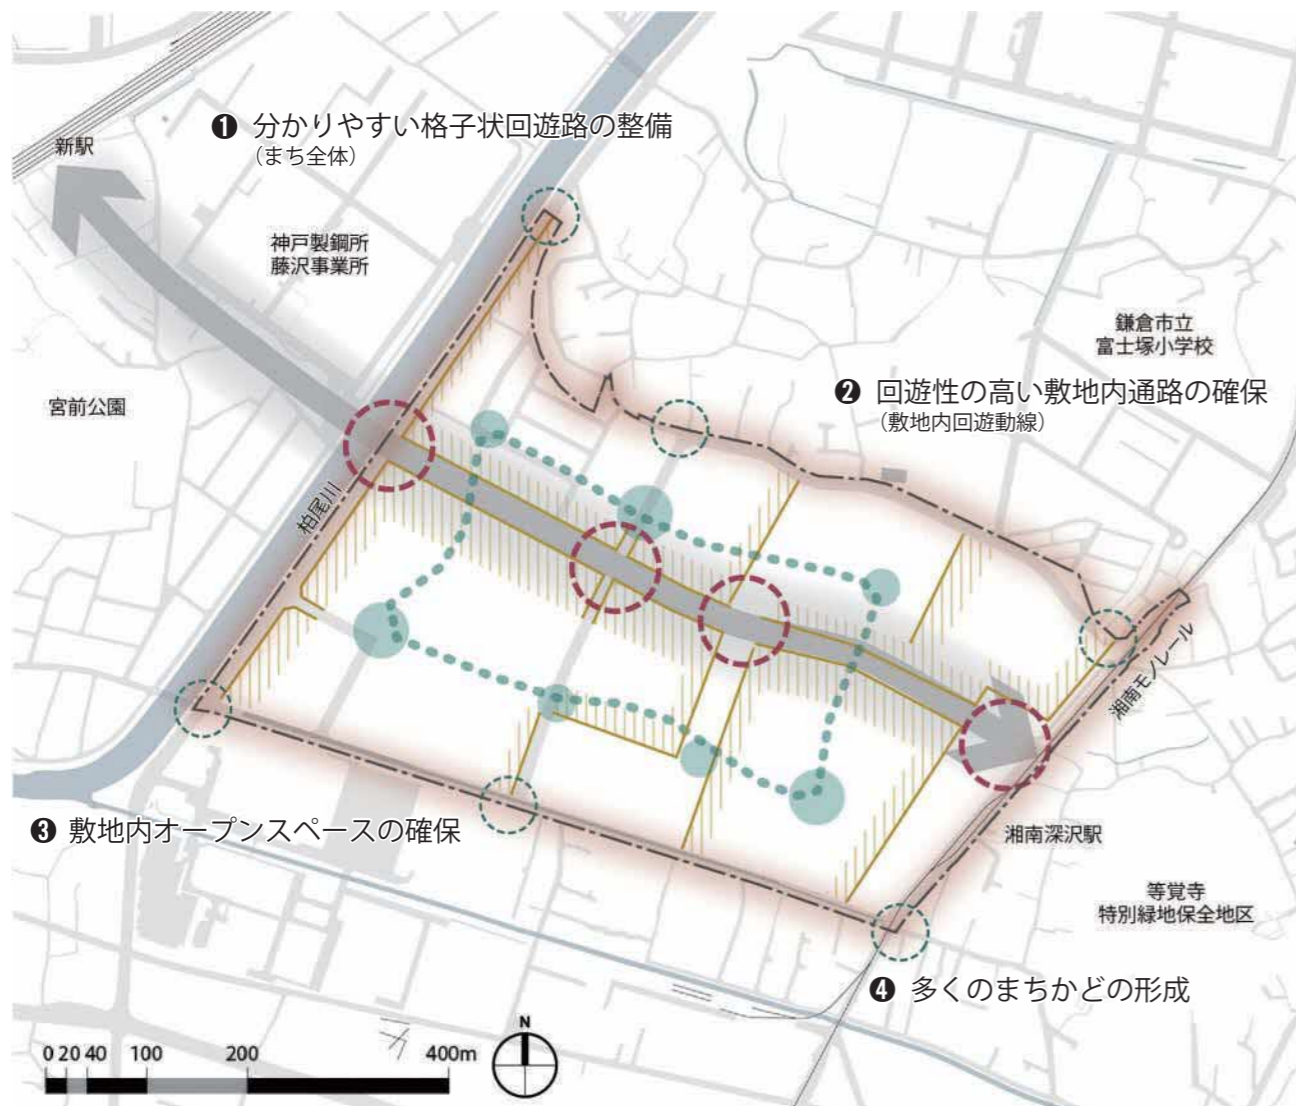 ❶ 分かりやすい格子状回遊路の整備
（まち全体）
新駅
神戸製鋼所
藤沢事業所
鎌倉市立
富士塚小学校
❷ 回遊性の高い敷地内通路の確保
（敷地内回遊動線）
宮前公園
柏尾川
湘南モノレール
❸ 敷地内オープンスペースの確保
湘南深沢駅
等覚寺
特別緑地保全地区
❹ 多くのまちかどの形成
N
0 20 40 100 200 400m